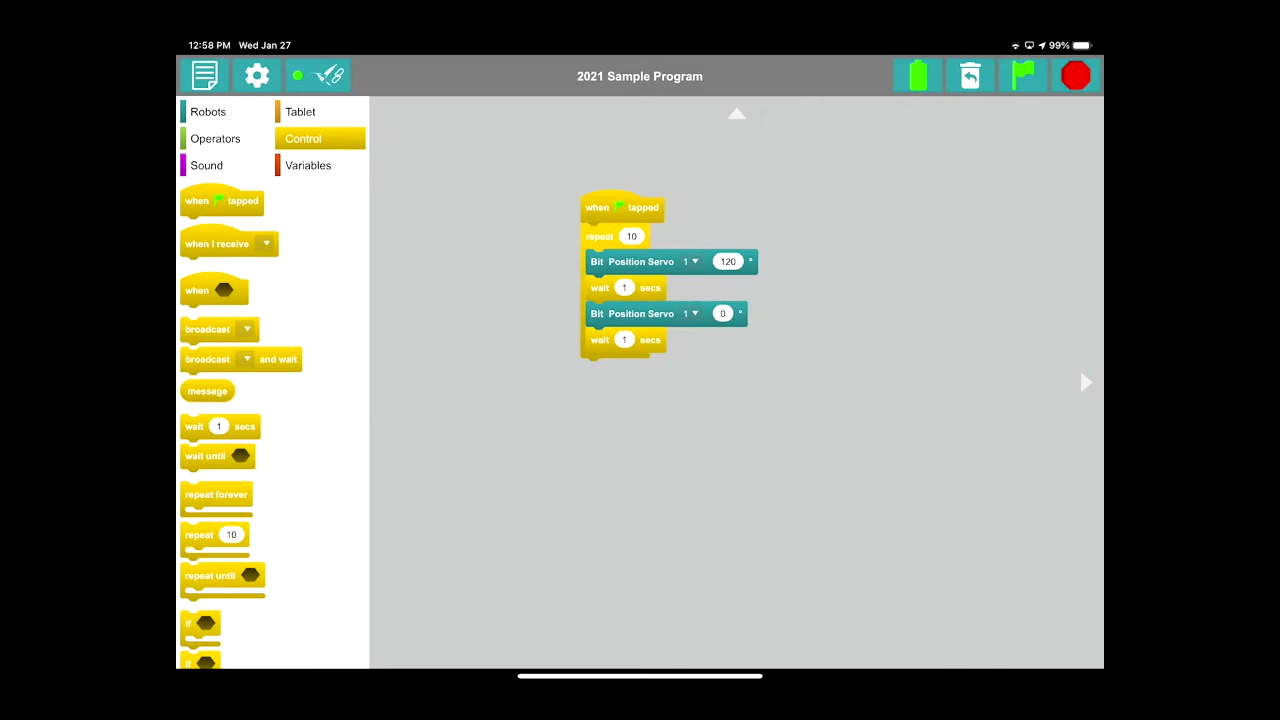 12:58 PM Wed Jan 27
99%
2021 Sample Program
Robots
Tablet
Operators
Control
Sound
Variables
when tapped
when I receive
when
broadcast
broadcast and wait
message
wait 1 secs
wait until
repeat forever
repeat 10
repeat until
if
if
when tapped
repeat 10
Bit Position Servo 1 120 °
wait 1 secs
Bit Position Servo 1 0 °
wait 1 secs